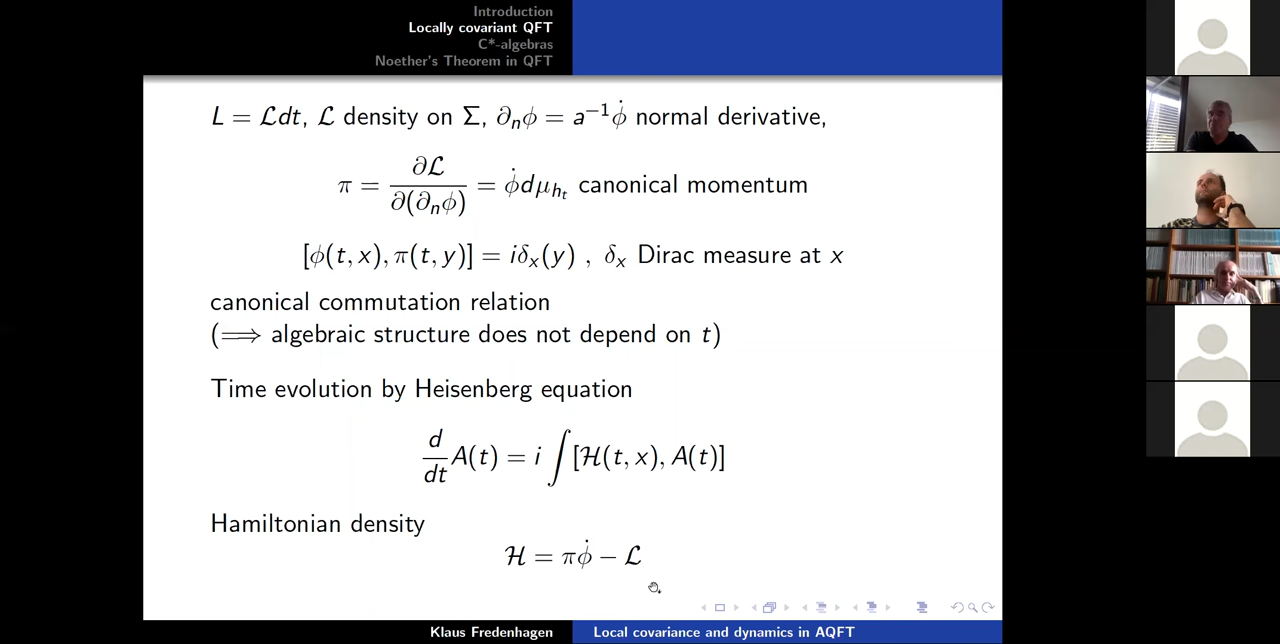 Introduction
Locally covariant QFT
C*-algebras
Noether's Theorem in QFT
L = ℒdt, ℒ density on Σ, ∂ₙϕ = a⁻¹ϕ̇ normal derivative,
π = ∂ℒ/∂(∂ₙϕ) = ϕ̇dμ_{h_t} canonical momentum
[ϕ(t, x), π(t, y)] = iδₓ(y) , δₓ Dirac measure at x
canonical commutation relation
(⟹ algebraic structure does not depend on t)
Time evolution by Heisenberg equation
d/dt A(t) = i ∫[ℋ(t, x), A(t)]
Hamiltonian density
ℋ = πϕ̇ − ℒ
Klaus Fredenhagen Local covariance and dynamics in AQFT